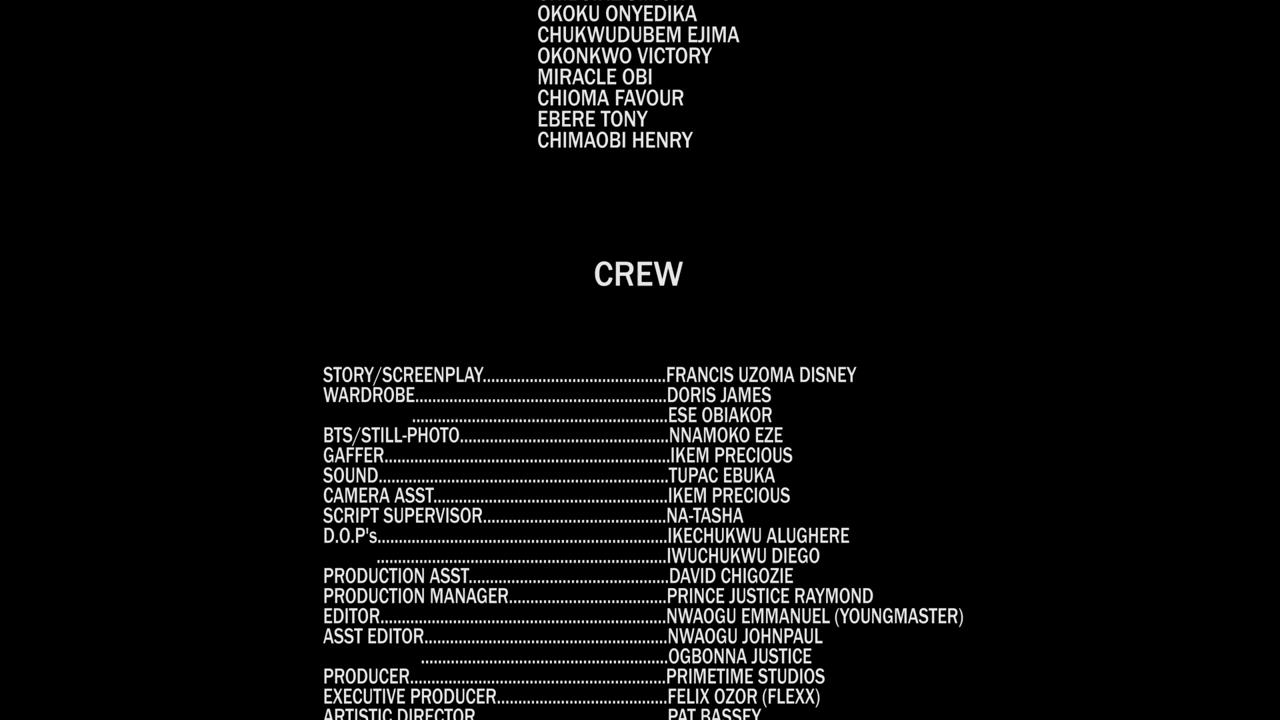 OKOKU ONYEDIKA
CHUKWUDUBEM EJIMA
OKONKWO VICTORY
MIRACLE OBI
CHIOMA FAVOUR
EBERE TONY
CHIMAOBI HENRY
CREW
STORY/SCREENPLAY...........................................FRANCIS UZOMA DISNEY
WARDROBE...........................................................DORIS JAMES
............................................................ESE OBIAKOR
BTS/STILL-PHOTO.................................................NNAMOKO EZE
GAFFER...................................................................IKEM PRECIOUS
SOUND....................................................................TUPAC EBUKA
CAMERA ASST.......................................................IKEM PRECIOUS
SCRIPT SUPERVISOR...........................................NA-TASHA
D.O.P's....................................................................IKECHUKWU ALUGHERE
....................................................................IWUCHUKWU DIEGO
PRODUCTION ASST...............................................DAVID CHIGOZIE
PRODUCTION MANAGER.....................................PRINCE JUSTICE RAYMOND
EDITOR...................................................................NWAOGU EMMANUEL (YOUNGMASTER)
ASST EDITOR.........................................................NWAOGU JOHNPAUL
..........................................................OGBONNA JUSTICE
PRODUCER............................................................PRIMETIME STUDIOS
EXECUTIVE PRODUCER........................................FELIX OZOR (FLEXX)
ARTISTIC DIRECTOR.............................................PAT BASSEY